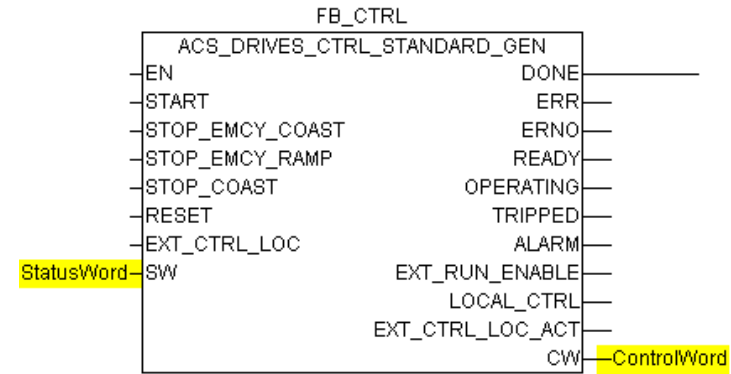 FB_CTRL
ACS_DRIVES_CTRL_STANDARD_GEN
EN DONE
START ERR
STOP_EMCY_COAST ERNO
STOP_EMCY_RAMP READY
STOP_COAST OPERATING
RESET TRIPPED
EXT_CTRL_LOC ALARM
StatusWord SW EXT_RUN_ENABLE
LOCAL_CTRL
EXT_CTRL_LOC_ACT
CW ControlWord